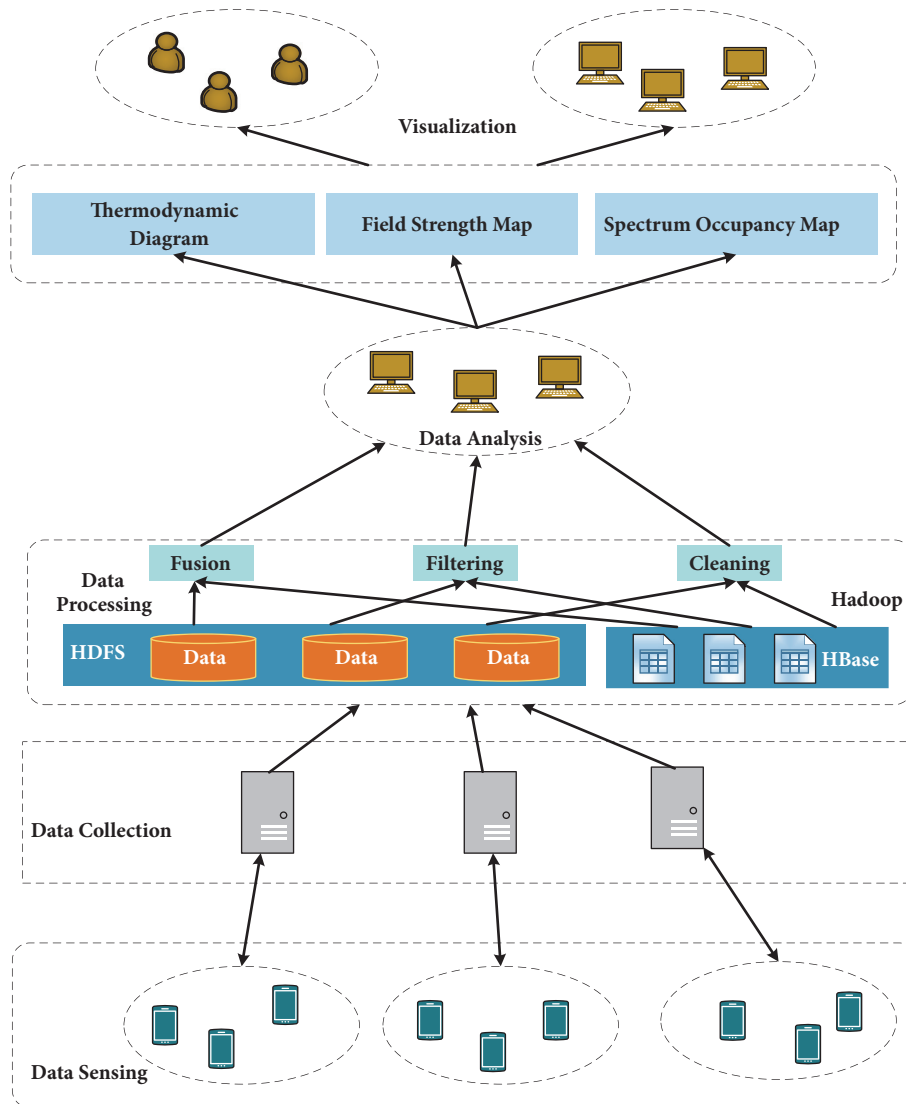 Visualization
Thermodynamic
Diagram
Field Strength Map
Spectrum Occupancy Map
Data Analysis
Fusion
Filtering
Cleaning
Data
Processing
Hadoop
HDFS
Data
Data
Data
HBase
Data Collection
Data Sensing